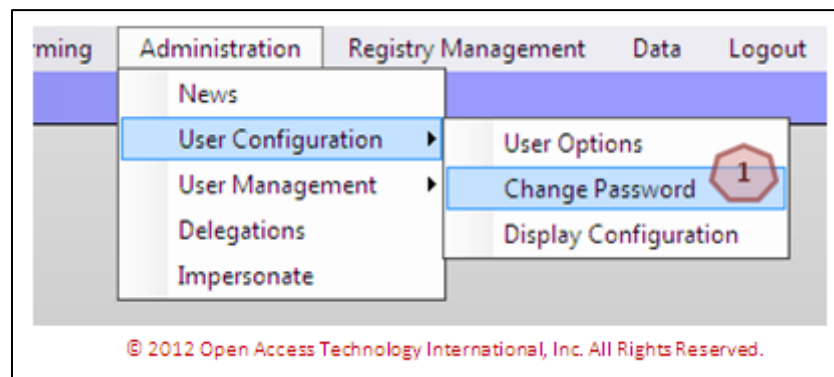 rming Administration Registry Management Data Logout
News
User Configuration User Options
User Management Change Password 1
Delegations Display Configuration
Impersonate
© 2012 Open Access Technology International, Inc. All Rights Reserved.